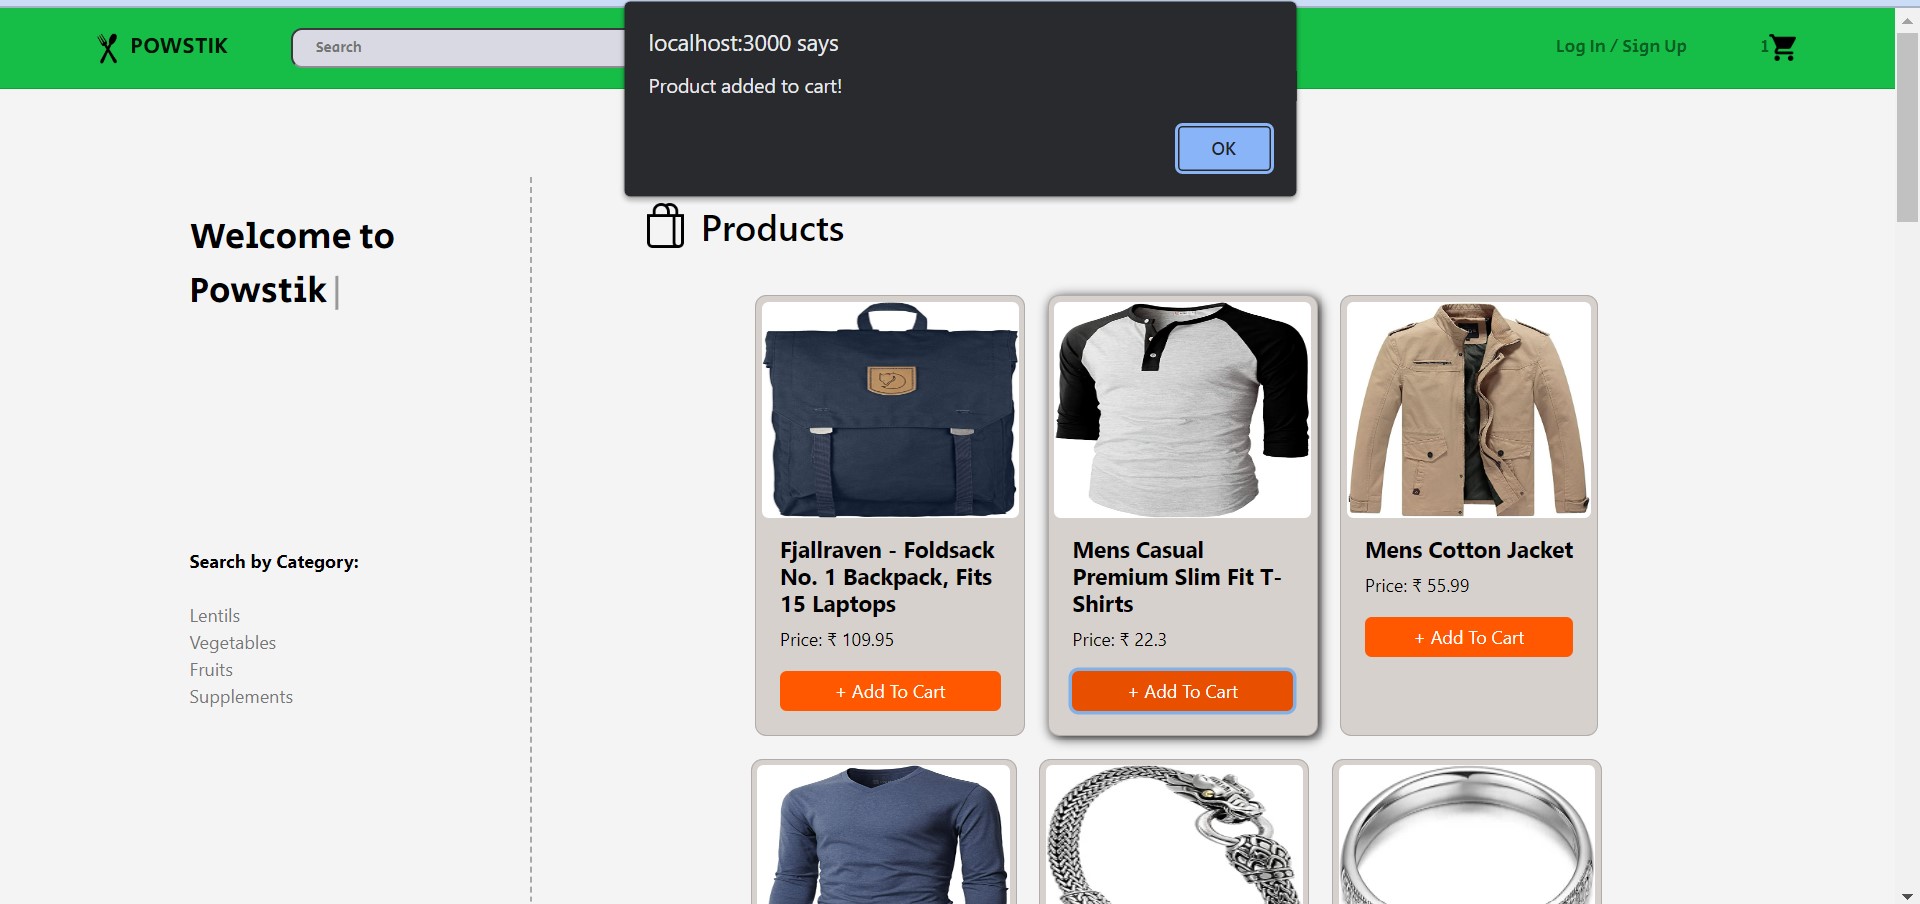 POWSTIK
Search
localhost:3000 says
Product added to cart!
OK
Log In / Sign Up
1
Welcome to
Powstik
Search by Category:
Lentils
Vegetables
Fruits
Supplements
Products
Fjallraven - Foldsack
No. 1 Backpack, Fits
15 Laptops
Price: ₹ 109.95
+ Add To Cart
Mens Casual
Premium Slim Fit T-
Shirts
Price: ₹ 22.3
+ Add To Cart
Mens Cotton Jacket
Price: ₹ 55.99
+ Add To Cart